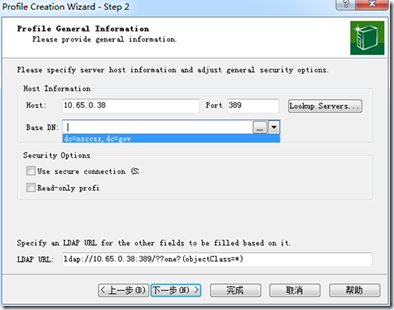 Profile Creation Wizard - Step 2
Profile General Information
Please provide general information.
Please specify server host information and adjust general security options.
Host Information
Host: 10.65.0.38 Port 389 Lookup Servers...
Base DN: ...
dc=nsccsz,dc=gov
Security Options
Use secure connection (S:
Read-only profi
Specify an LDAP URL for the other fields to be filled based on it.
LDAP URL: ldap://10.65.0.38:389/??one?(objectClass=*)
< 上一步(B) 下一步(N) > 完成 取消 帮助